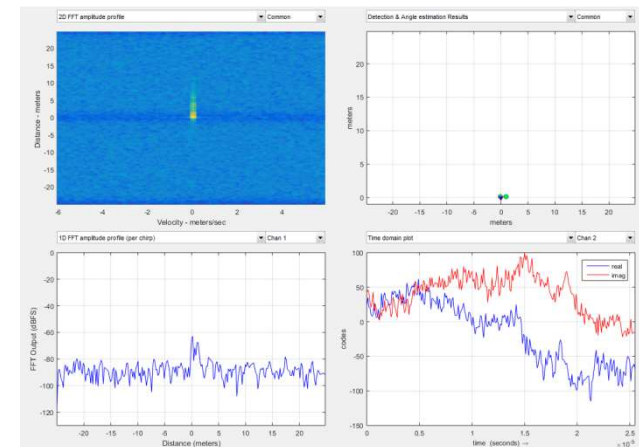 2D FFT amplitude profile Common
Distance - meters
20
15
10
5
0
-5
-10
-15
-20
-6 -4 -2 0 2 4
Velocity - meters/sec
Detection & Angle estimation Results Common
meters
25
20
15
10
5
0
-20 -15 -10 -5 0 5 10 15 20
meters
1D FFT amplitude profile (per chirp) Chan 1
FFT Output (dBFS)
0
-20
-40
-60
-80
-100
-120
-20 -15 -10 -5 0 5 10 15 20
Distance (meters)
Time domain plot Chan 2
codes
100
50
0
-50
-100
-150
real
imag
0 0.5 1 1.5 2 2.5
time (seconds) → × 10⁻⁵